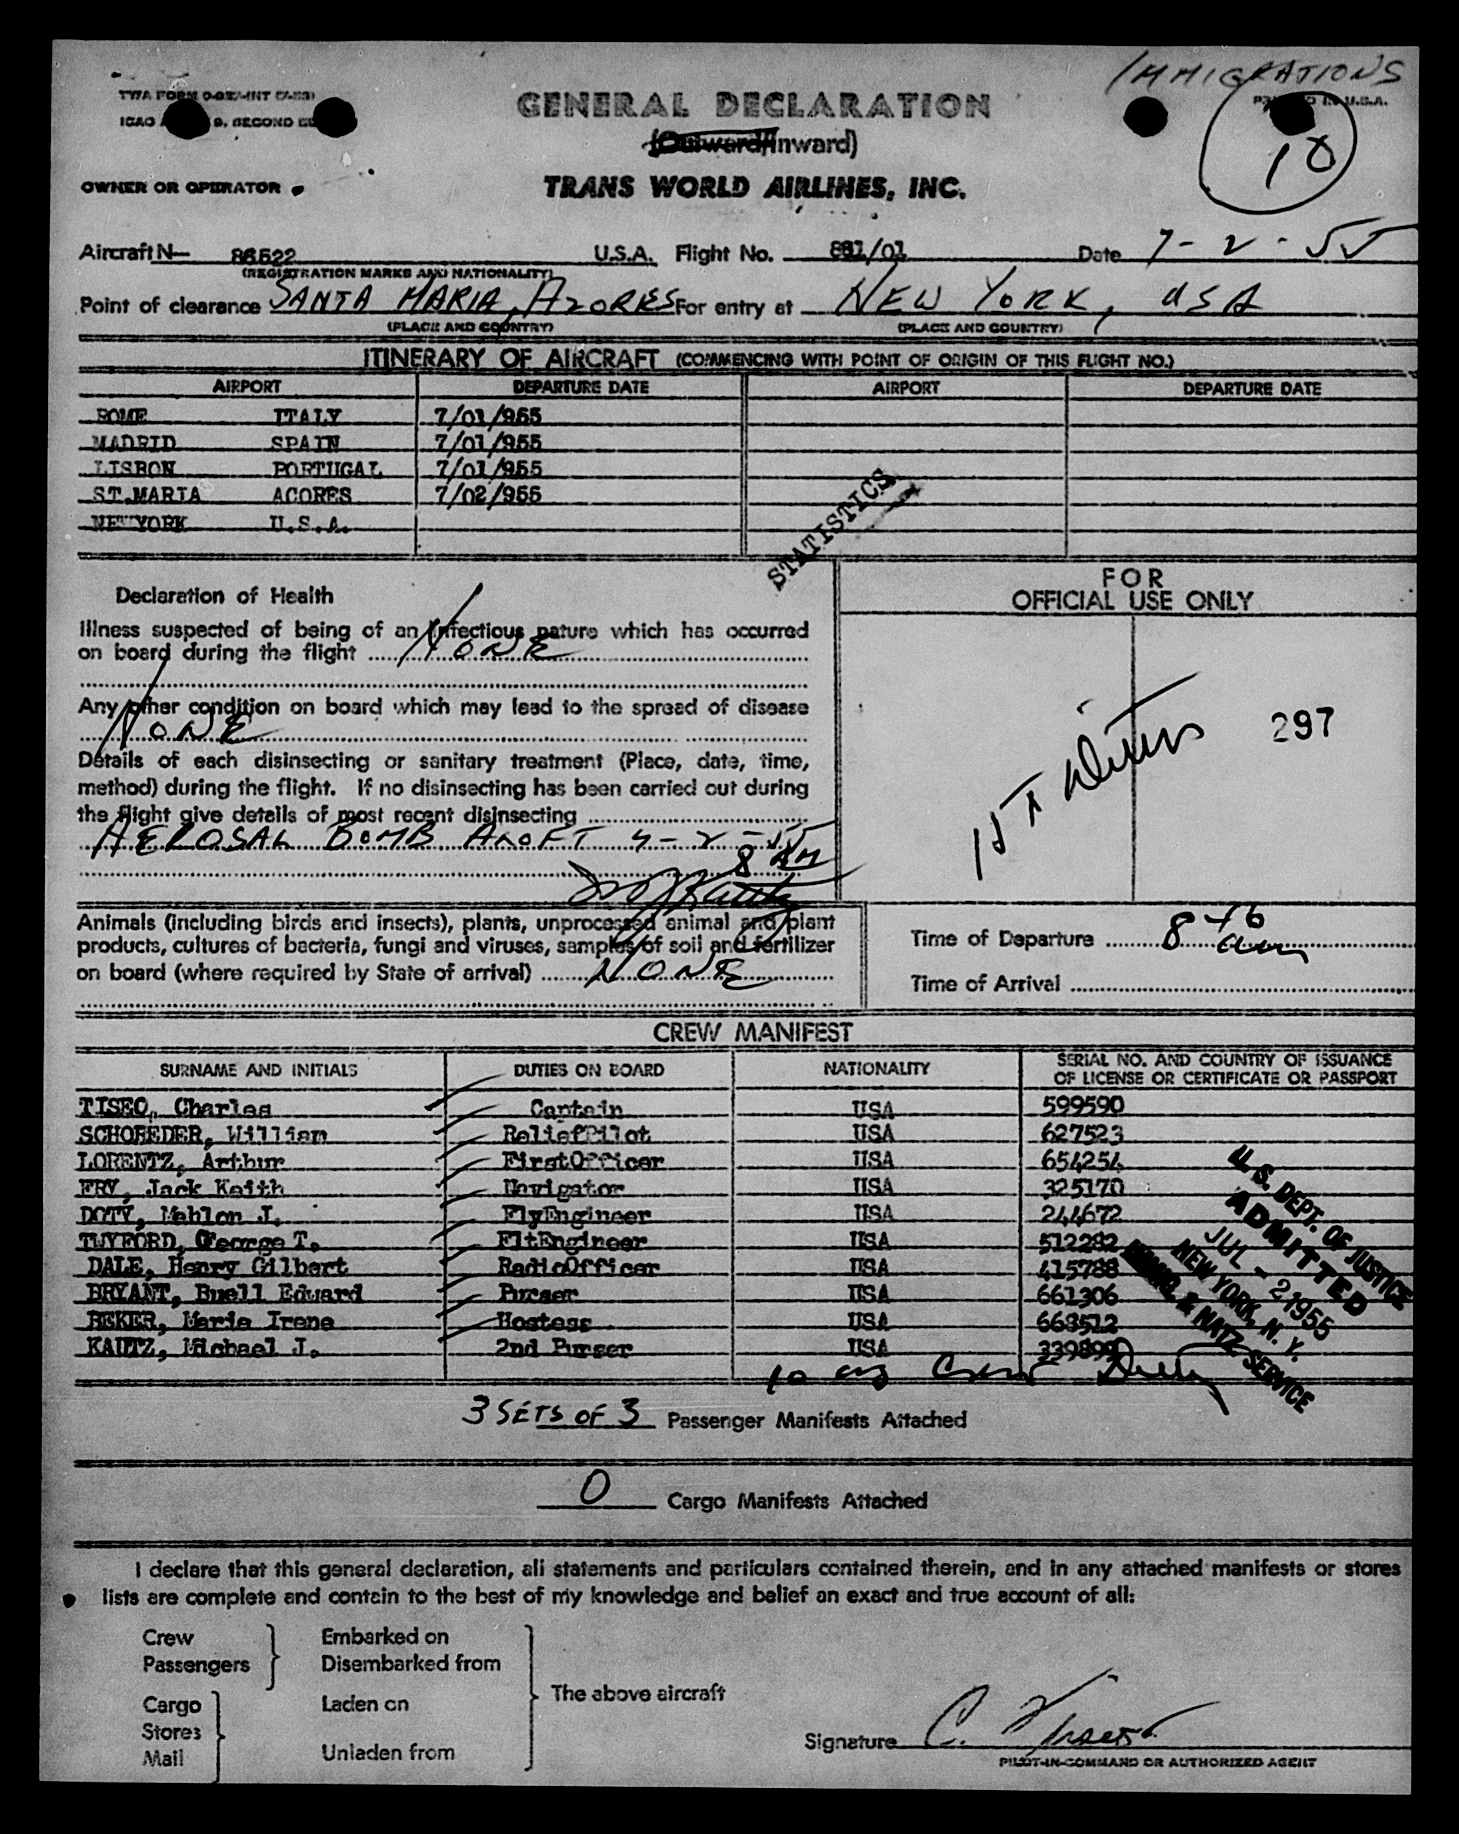 IMMIGRATIONS
GENERAL DECLARATION
(Outward/Inward)
10
OWNER OR OPERATOR
TRANS WORLD AIRLINES, INC.
Aircraft N— 86522 U.S.A. Flight No. 881/01 Date 7-2-55
(REGISTRATION MARKS AND NATIONALITY)
Point of clearance SANTA MARIA, AZORES For entry at NEW YORK, USA
(PLACE AND COUNTRY) (PLACE AND COUNTRY)
ITINERARY OF AIRCRAFT (COMMENCING WITH POINT OF ORIGIN OF THIS FLIGHT NO.)
AIRPORT DEPARTURE DATE AIRPORT DEPARTURE DATE
ROME ITALY 7/01/955
MADRID SPAIN 7/01/955
LISBON PORTUGAL 7/01/955
ST.MARIA ACORES 7/02/955
NEWYORK U.S.A.
STATISTICS
Declaration of Health
FOR
OFFICIAL USE ONLY
Illness suspected of being of an infectious nature which has occurred
on board during the flight NONE
Any other condition on board which may lead to the spread of disease
NONE
297
Details of each disinsecting or sanitary treatment (Place, date, time,
method) during the flight. If no disinsecting has been carried out during
the flight give details of most recent disinsecting
AEROSAL BOMB ALOFT 7-2-55
8 AM
Animals (including birds and insects), plants, unprocessed animal and plant
products, cultures of bacteria, fungi and viruses, samples of soil and fertilizer
on board (where required by State of arrival) NONE
Time of Departure 8 46 am
Time of Arrival
CREW MANIFEST
SURNAME AND INITIALS DUTIES ON BOARD NATIONALITY SERIAL NO. AND COUNTRY OF ISSUANCE
OF LICENSE OR CERTIFICATE OR PASSPORT
TISEO, Charles Captain USA 599590
SCHOREDER, William ReliefPilot USA 627523
LORENTZ, Arthur FirstOfficer USA 654254
FRY, Jack Keith Navigator USA 325170
DOTY, Mahlon J. FlyEngineer USA 244672
TWYFORD, George T. FltEngineer USA 512282
DALE, Henry Gilbert RadioOfficer USA 415788
BRYANT, Buell Edward Purser USA 661306
BEKER, Marie Irene Hostess USA 668512
KAUTZ, Michael J. 2nd Purser USA 339899
10 as Crew
U.S. DEPT. OF JUSTICE
ADMITTED
JUL - 2 1955
NEW YORK, N. Y.
IMMIG. & NATZ SERVICE
3 SETS OF 3 Passenger Manifests Attached
0 Cargo Manifests Attached
I declare that this general declaration, all statements and particulars contained therein, and in any attached manifests or stores
lists are complete and contain to the best of my knowledge and belief an exact and true account of all:
Crew Embarked on
Passengers Disembarked from
The above aircraft
Cargo Laden on
Stores
Mail Unladen from
Signature
PILOT-IN-COMMAND OR AUTHORIZED AGENT